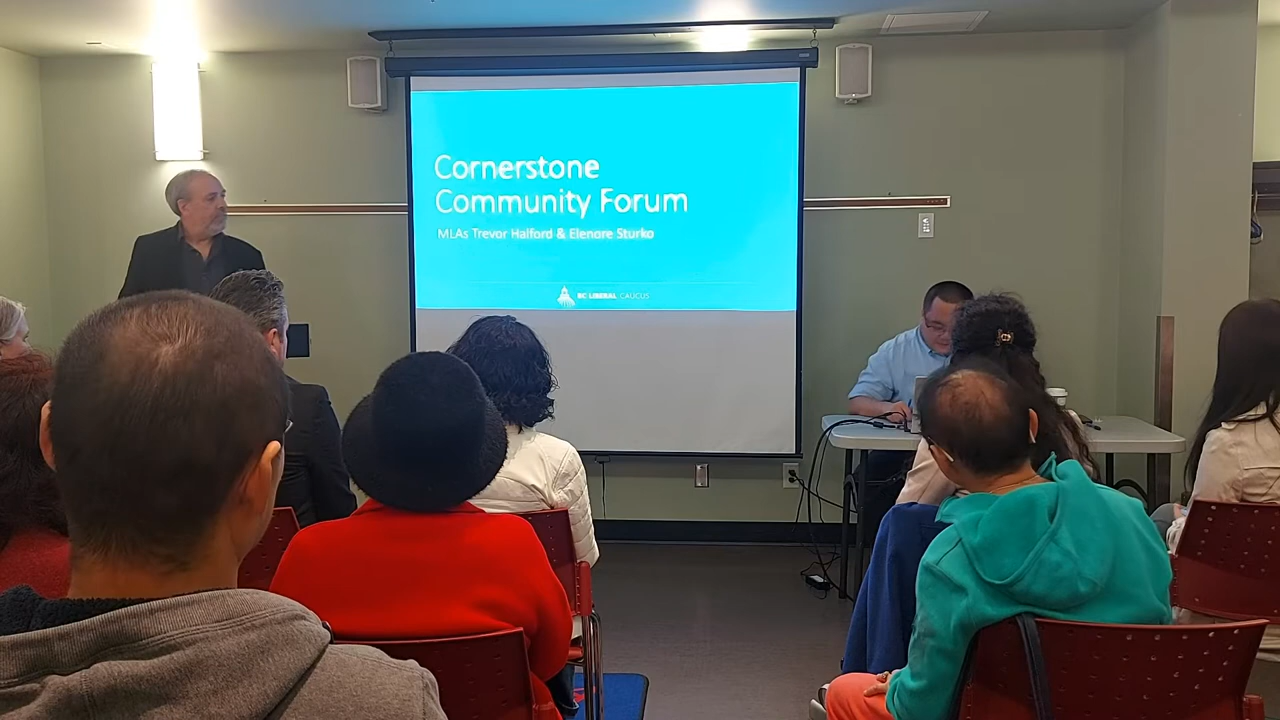 Cornerstone
Community Forum
MLAs Trevor Halford & Elenore Sturko
BC LIBERAL CAUCUS